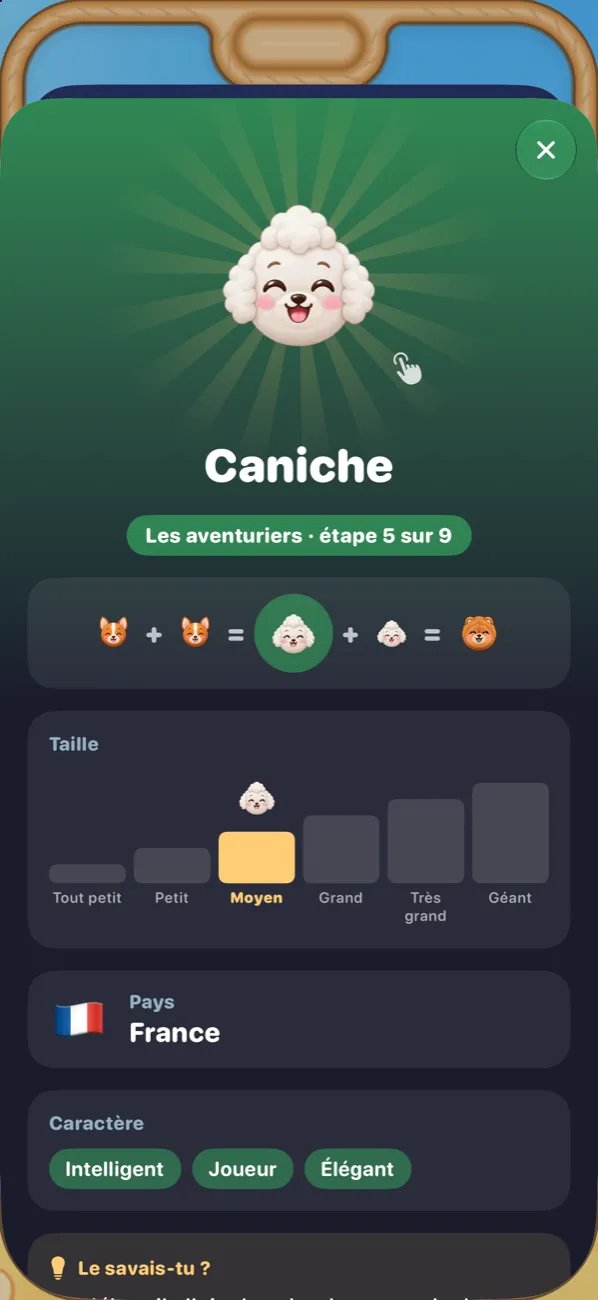 Caniche
Les aventuriers · étape 5 sur 9
+ = + =
Taille
Tout petit
Petit
Moyen
Grand
Très
grand
Géant
Pays
France
Caractère
Intelligent
Joueur
Élégant
Le savais-tu ?